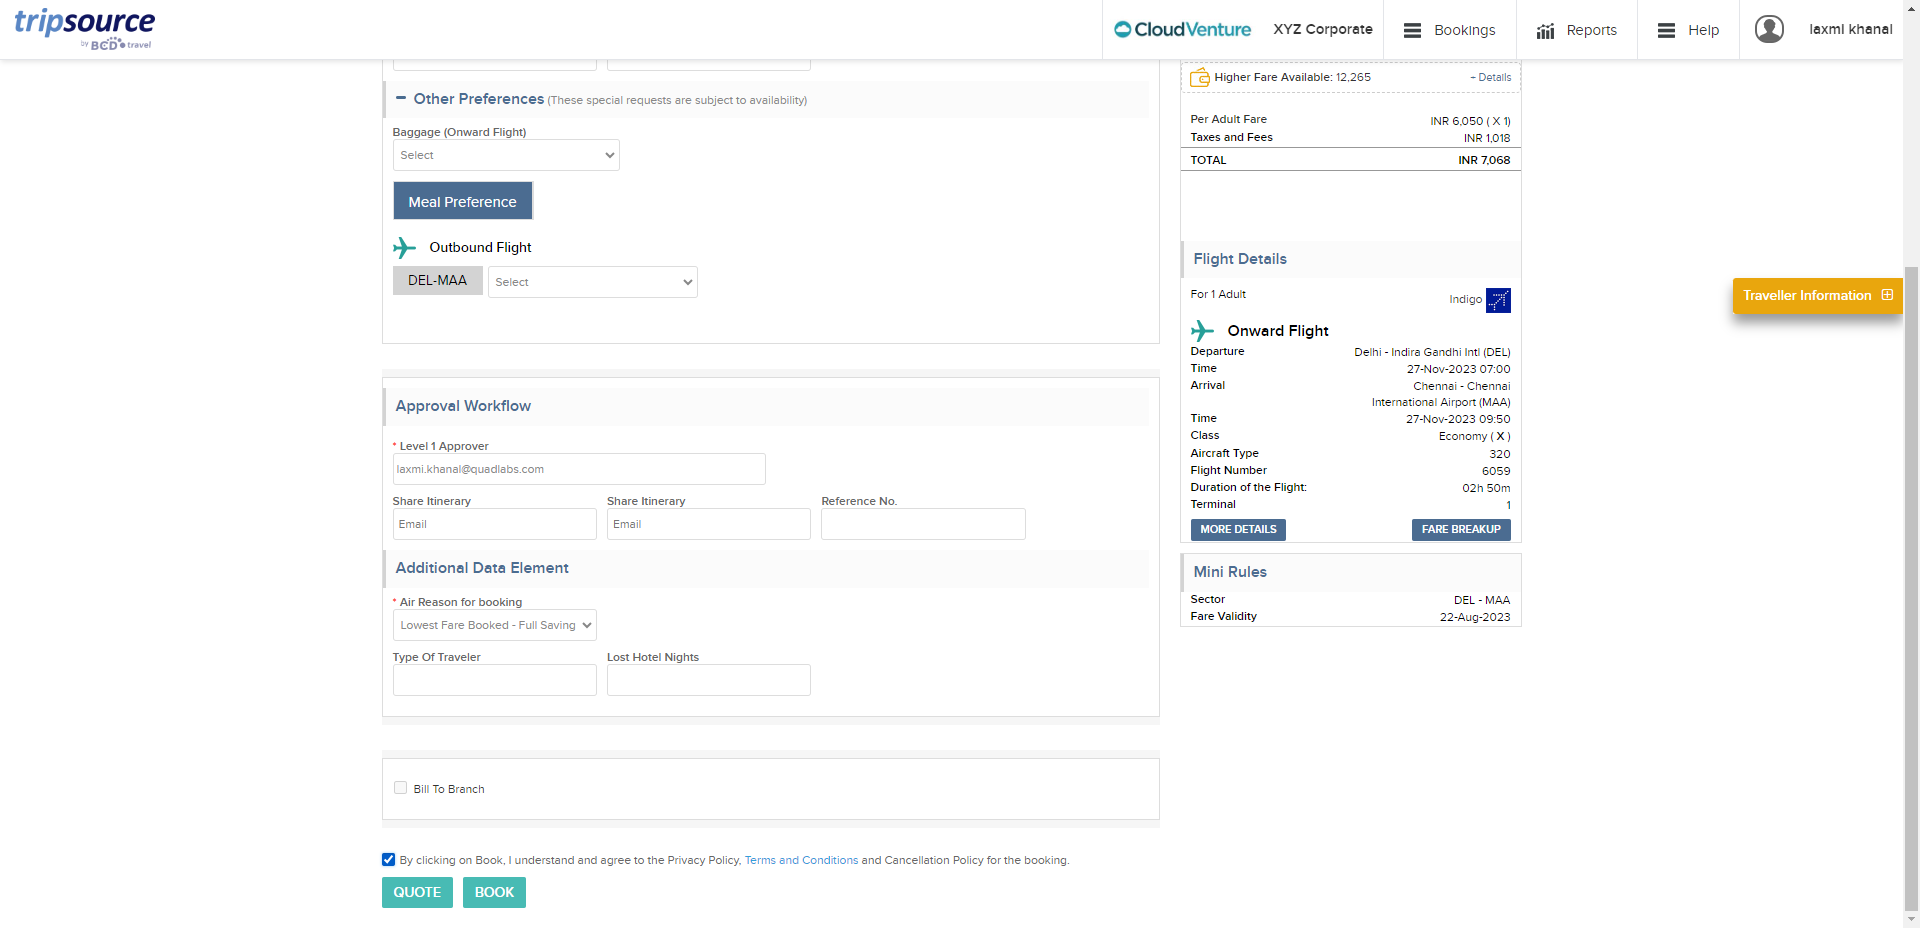 tripsource
by BCD travel
CloudVenture
XYZ Corporate
Bookings
Reports
Help
laxmi khanal
Other Preferences (These special requests are subject to availability)
Baggage (Onward Flight)
Select
Meal Preference
Outbound Flight
DEL-MAA
Select
Approval Workflow
* Level 1 Approver
laxmi.khanal@quadlabs.com
Share Itinerary
Share Itinerary
Reference No.
Email
Email
Additional Data Element
* Air Reason for booking
Lowest Fare Booked - Full Saving
Type Of Traveler
Lost Hotel Nights
Bill To Branch
By clicking on Book, I understand and agree to the Privacy Policy, Terms and Conditions and Cancellation Policy for the booking.
QUOTE
BOOK
Higher Fare Available: 12,265
+ Details
Per Adult Fare INR 6,050 ( X 1)
Taxes and Fees INR 1,018
TOTAL INR 7,068
Flight Details
For 1 Adult
Indigo
Onward Flight
Departure Delhi - Indira Gandhi Intl (DEL)
Time 27-Nov-2023 07:00
Arrival Chennai - Chennai
International Airport (MAA)
Time 27-Nov-2023 09:50
Class Economy ( X )
Aircraft Type 320
Flight Number 6059
Duration of the Flight: 02h 50m
Terminal 1
MORE DETAILS
FARE BREAKUP
Mini Rules
Sector DEL - MAA
Fare Validity 22-Aug-2023
Traveller Information